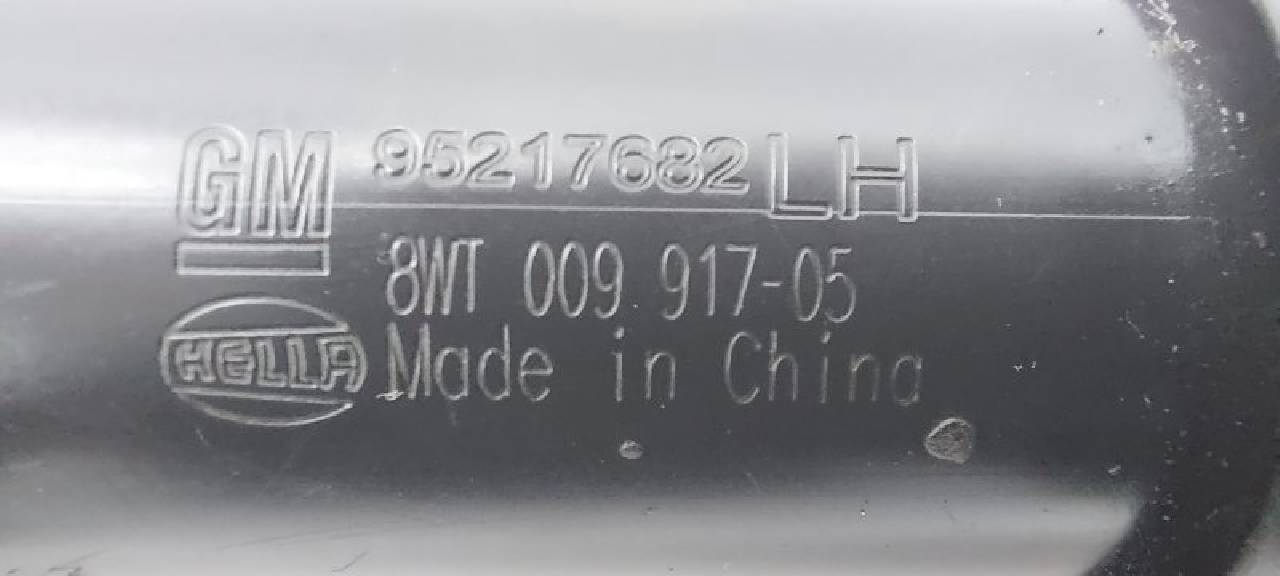 GM 95217682 LH
8WT 009 917-05
HELLA Made in China